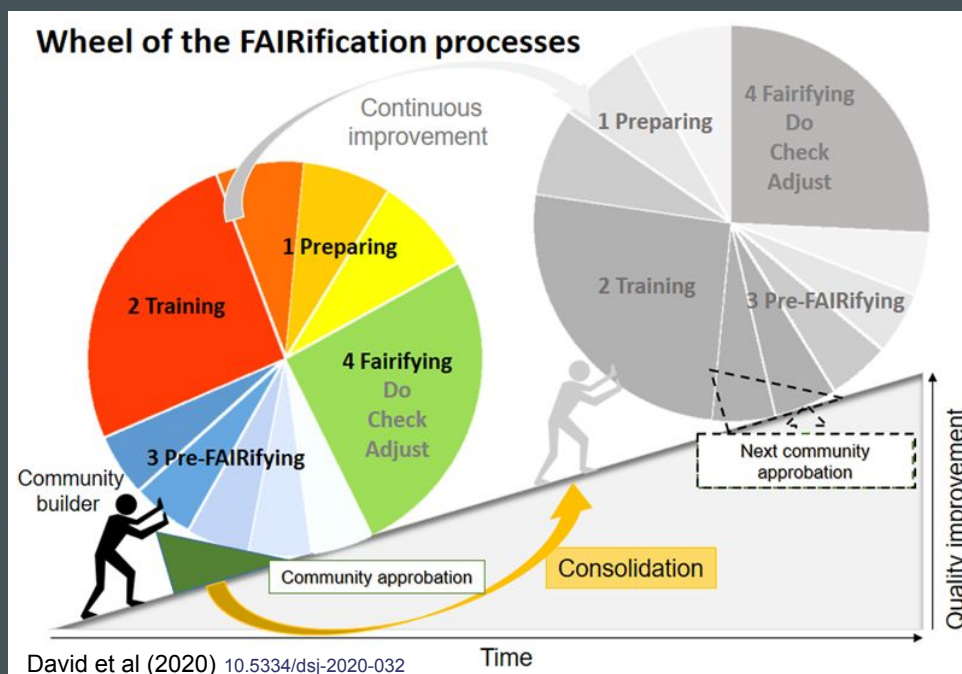 Wheel of the FAIRification processes
Continuous
improvement
1 Preparing
2 Training
3 Pre-FAIRifying
4 Fairifying
Do
Check
Adjust
1 Preparing
2 Training
3 Pre-FAIRifying
4 Fairifying
Do
Check
Adjust
Community
builder
Community approbation
Consolidation
Next community
approbation
Quality improvement
Time
David et al (2020) 10.5334/dsj-2020-032